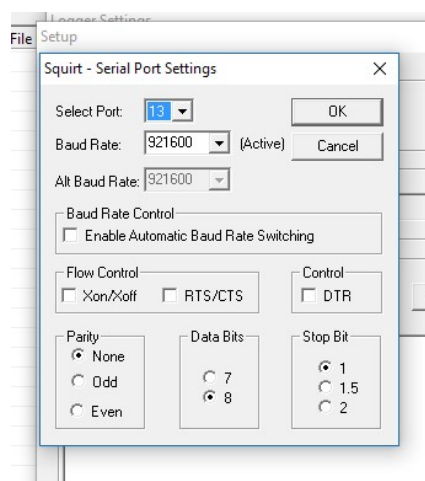 Logger Settings
File Setup
Squirt - Serial Port Settings
Select Port: 13 OK
Baud Rate: 921600 (Active) Cancel
Alt Baud Rate: 921600
Baud Rate Control
Enable Automatic Baud Rate Switching
Flow Control Control
Xon/Xoff RTS/CTS DTR
Parity Data Bits Stop Bit
None 1
Odd 7 1.5
Even 8 2